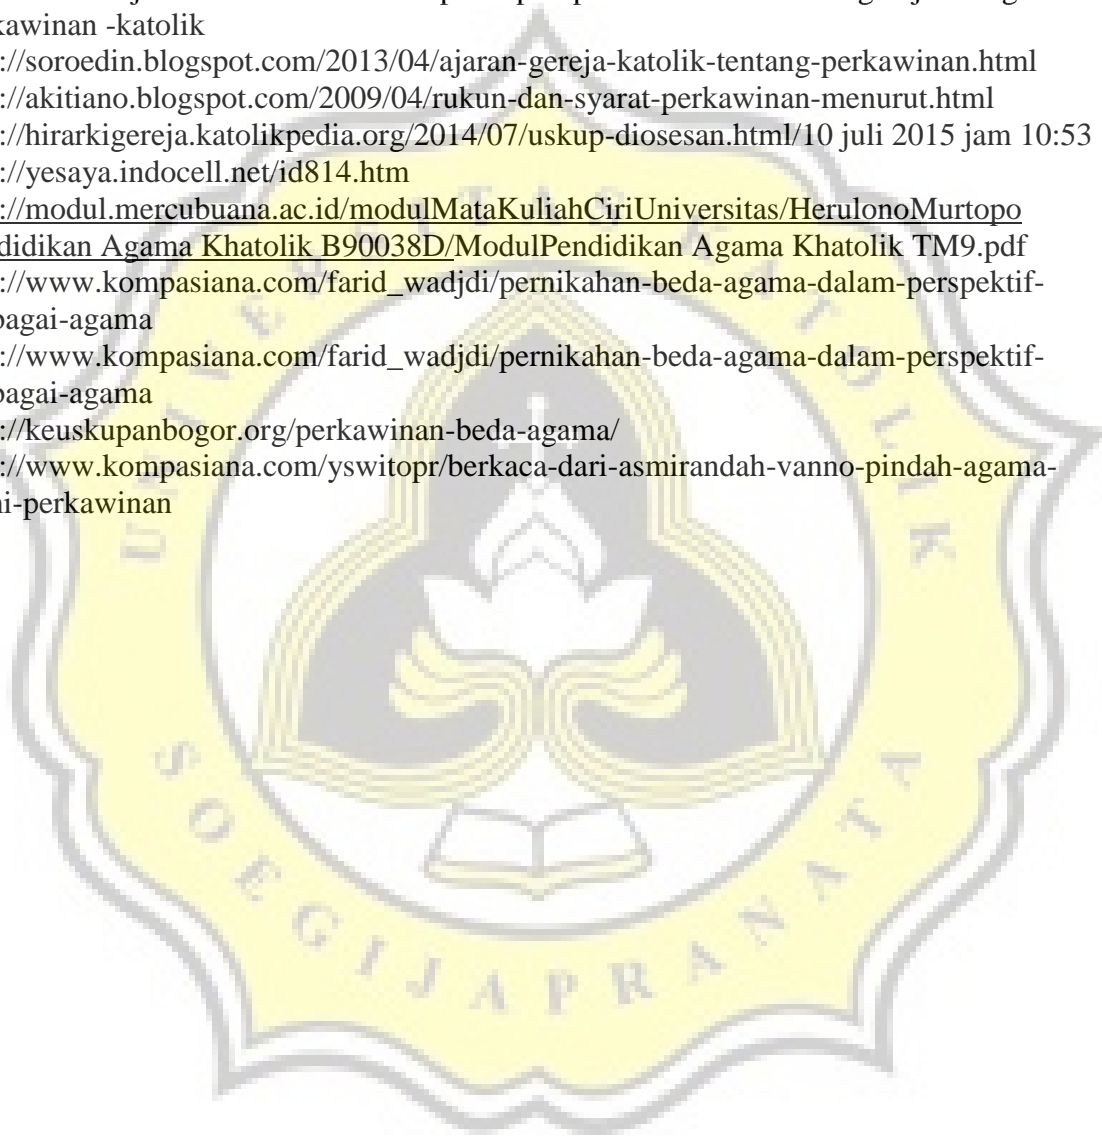 kawinan -katolik
://soroedin.blogspot.com/2013/04/ajaran-gereja-katolik-tentang-perkawinan.html
://akitiano.blogspot.com/2009/04/rukun-dan-syarat-perkawinan-menurut.html
://hirarkigereja.katolikpedia.org/2014/07/uskup-diosesan.html/10 juli 2015 jam 10:53
://yesaya.indocell.net/id814.htm
://modul.mercubuana.ac.id/modulMataKuliahCiriUniversitas/HerulonoMurtopo
didikan Agama Khatolik B90038D/ModulPendidikan Agama Khatolik TM9.pdf
://www.kompasiana.com/farid_wadjdi/pernikahan-beda-agama-dalam-perspektif-
bagai-agama
://www.kompasiana.com/farid_wadjdi/pernikahan-beda-agama-dalam-perspektif-
bagai-agama
://keuskupanbogor.org/perkawinan-beda-agama/
://www.kompasiana.com/yswitopr/berkaca-dari-asmirandah-vanno-pindah-agama-
i-perkawinan
UNIVERSITAS KATOLIK
SOEGIJAPRANATA